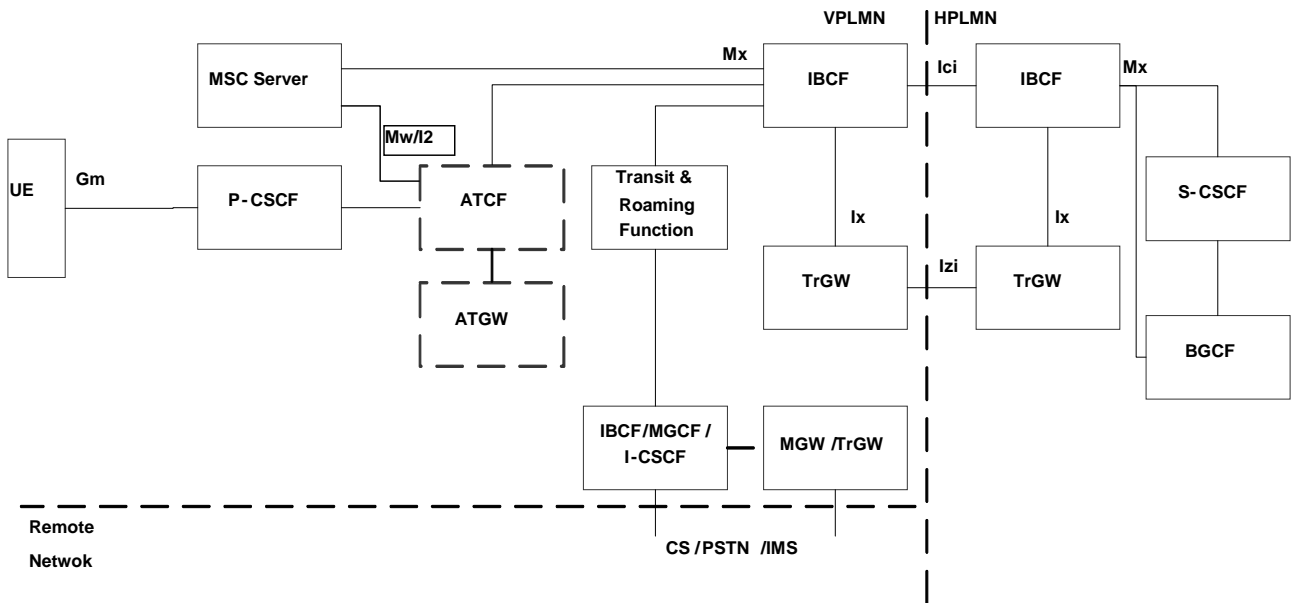 VPLMN
HPLMN
MSC Server
Mx
IBCF
Ici
IBCF
Mx
Mw/I2
UE
Gm
P-CSCF
ATCF
Transit &
Roaming
Function
Ix
Ix
S-CSCF
ATGW
TrGW
Izi
TrGW
BGCF
IBCF/MGCF/
I-CSCF
MGW /TrGW
Remote
Netwok
CS/PSTN /IMS